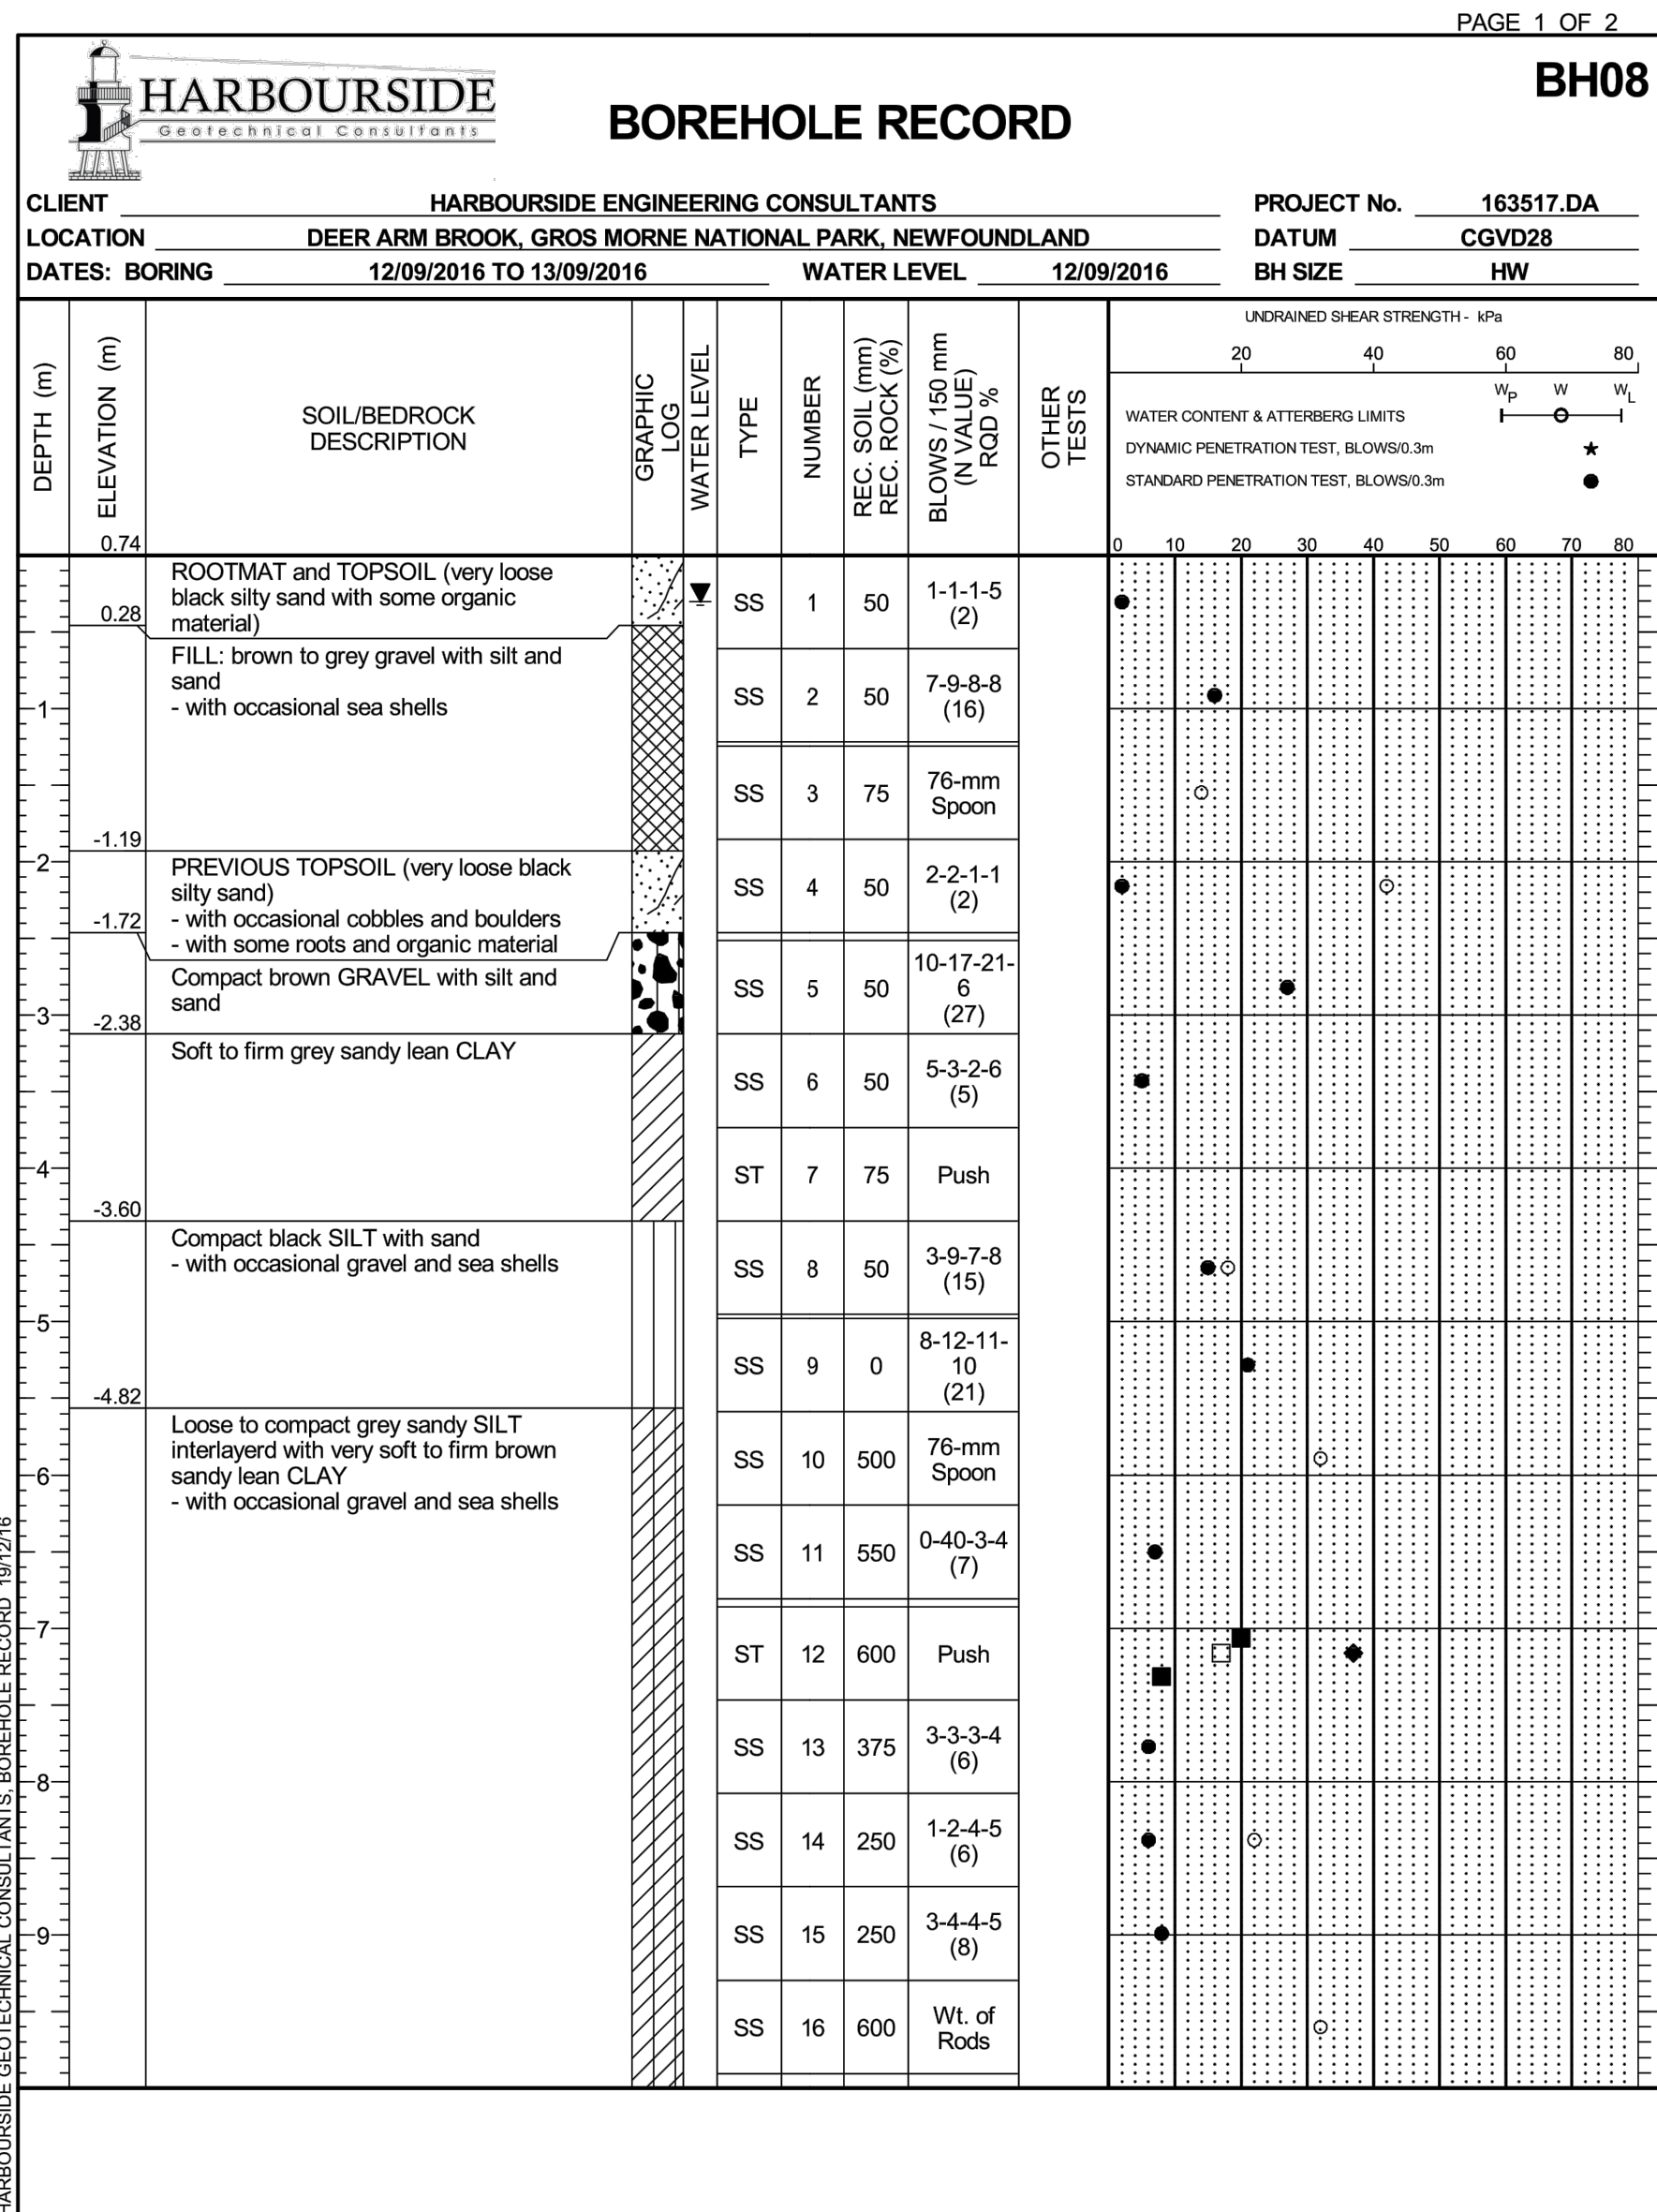 PAGE 1 OF 2
BH08
HARBOURSIDE
Geotechnical Consultants
BOREHOLE RECORD
CLIENT HARBOURSIDE ENGINEERING CONSULTANTS PROJECT No. 163517.DA
LOCATION DEER ARM BROOK, GROS MORNE NATIONAL PARK, NEWFOUNDLAND DATUM CGVD28
DATES: BORING 12/09/2016 TO 13/09/2016 WATER LEVEL 12/09/2016 BH SIZE HW
DEPTH (m)
ELEVATION (m)
SOIL/BEDROCK
DESCRIPTION
GRAPHIC
LOG
WATER LEVEL
TYPE
NUMBER
REC. SOIL (mm)
REC. ROCK (%)
BLOWS / 150 mm
(N VALUE)
RQD %
OTHER
TESTS
UNDRAINED SHEAR STRENGTH - kPa
20 40 60 80
WP W WL
WATER CONTENT & ATTERBERG LIMITS
DYNAMIC PENETRATION TEST, BLOWS/0.3m
STANDARD PENETRATION TEST, BLOWS/0.3m
0.74
0 10 20 30 40 50 60 70 80
ROOTMAT and TOPSOIL (very loose
black silty sand with some organic
material)
0.28
SS 1 50 1-1-1-5
(2)
FILL: brown to grey gravel with silt and
sand
- with occasional sea shells
SS 2 50 7-9-8-8
(16)
1
SS 3 75 76-mm
Spoon
-1.19
2
PREVIOUS TOPSOIL (very loose black
silty sand)
- with occasional cobbles and boulders
- with some roots and organic material
SS 4 50 2-2-1-1
(2)
-1.72
Compact brown GRAVEL with silt and
sand
SS 5 50 10-17-21-
6
(27)
3
-2.38
Soft to firm grey sandy lean CLAY
SS 6 50 5-3-2-6
(5)
4
ST 7 75 Push
-3.60
Compact black SILT with sand
- with occasional gravel and sea shells
SS 8 50 3-9-7-8
(15)
5
SS 9 0 8-12-11-
10
(21)
-4.82
Loose to compact grey sandy SILT
interlayerd with very soft to firm brown
sandy lean CLAY
- with occasional gravel and sea shells
SS 10 500 76-mm
Spoon
6
SS 11 550 0-40-3-4
(7)
7
ST 12 600 Push
SS 13 375 3-3-3-4
(6)
8
SS 14 250 1-2-4-5
(6)
9
SS 15 250 3-4-4-5
(8)
SS 16 600 Wt. of
Rods
HARBOURSIDE GEOTECHNICAL CONSULTANTS, BOREHOLE RECORD 19/12/16